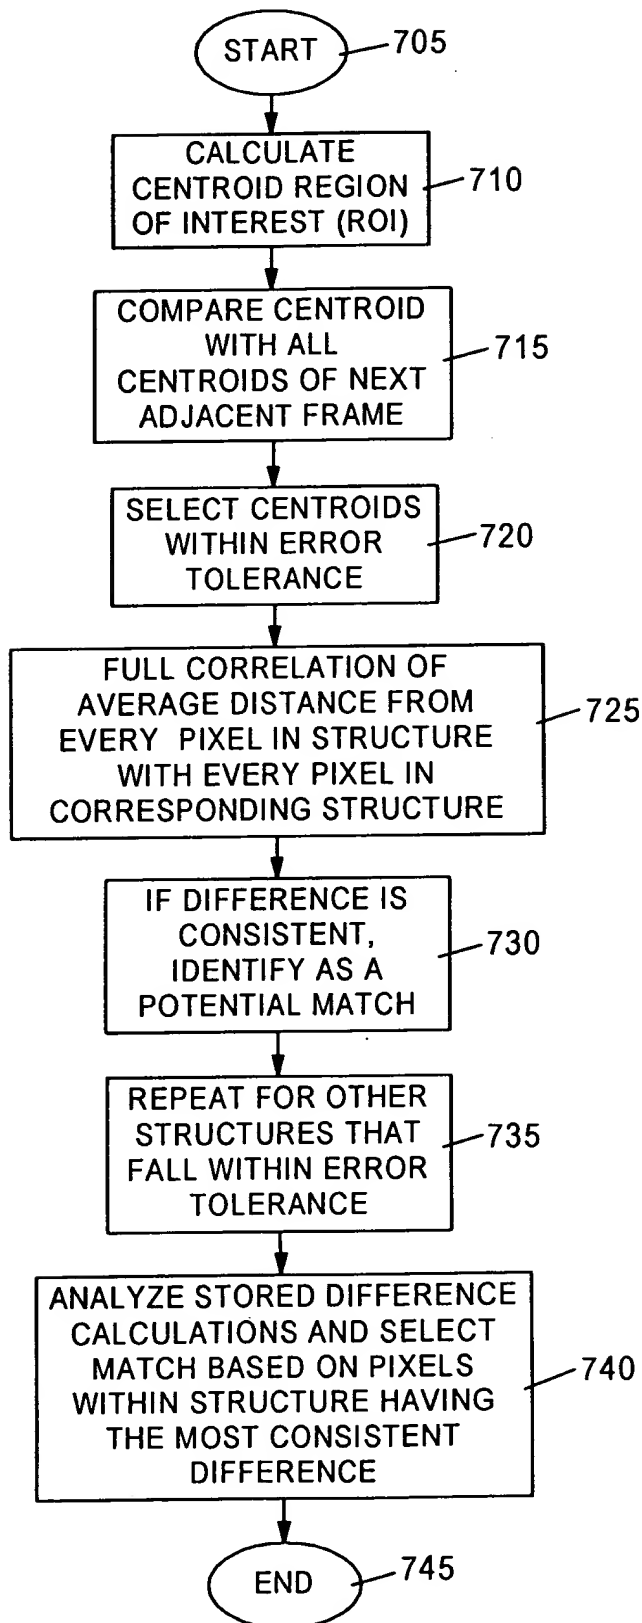 START
705
CALCULATE
CENTROID REGION
OF INTEREST (ROI)
710
COMPARE CENTROID
WITH ALL
CENTROIDS OF NEXT
ADJACENT FRAME
715
SELECT CENTROIDS
WITHIN ERROR
TOLERANCE
720
FULL CORRELATION OF
AVERAGE DISTANCE FROM
EVERY PIXEL IN STRUCTURE
WITH EVERY PIXEL IN
CORRESPONDING STRUCTURE
725
IF DIFFERENCE IS
CONSISTENT,
IDENTIFY AS A
POTENTIAL MATCH
730
REPEAT FOR OTHER
STRUCTURES THAT
FALL WITHIN ERROR
TOLERANCE
735
ANALYZE STORED DIFFERENCE
CALCULATIONS AND SELECT
MATCH BASED ON PIXELS
WITHIN STRUCTURE HAVING
THE MOST CONSISTENT
DIFFERENCE
740
END
745